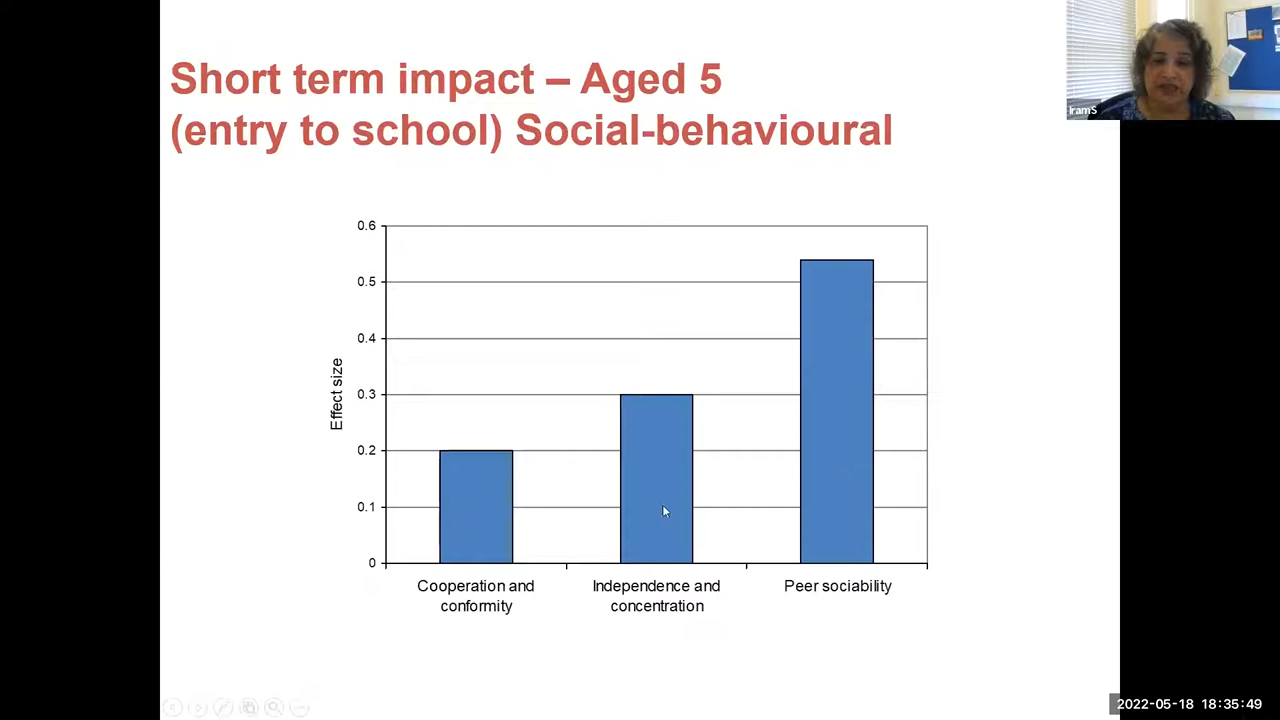 Short term impact – Aged 5
(entry to school) Social-behavioural
IramS
0.6
0.5
0.4
0.3
0.2
0.1
0
Effect size
Cooperation and
conformity
Independence and
concentration
Peer sociability
2022-05-18 18:35:49